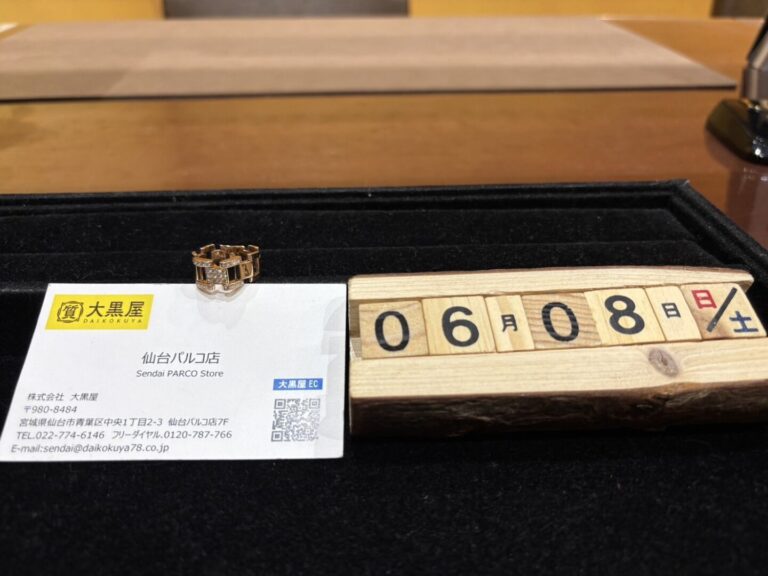 質 大黒屋
DAIKOKUYA
仙台パルコ店
Sendai PARCO Store
大黒屋 EC
株式会社 大黒屋
〒980-8484
宮城県仙台市青葉区中央1丁目2-3 仙台パルコ店7F
TEL.022-774-6146 フリーダイヤル.0120-787-766
E-mail:sendai@daikokuya78.co.jp
06月08日 日/土